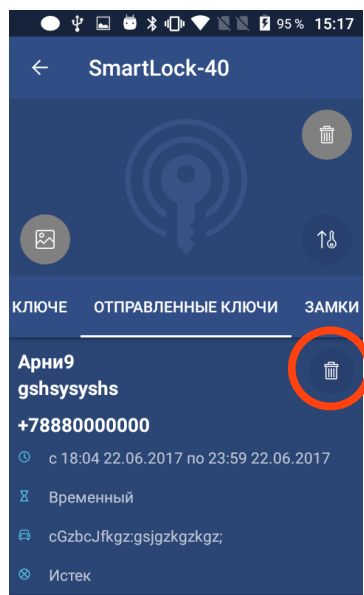 95 % 15:17
SmartLock-40
КЛЮЧЕ ОТПРАВЛЕННЫЕ КЛЮЧИ ЗАМКИ
Арни9
gshsysyshs
+78880000000
с 18:04 22.06.2017 по 23:59 22.06.2017
Временный
cGzbcJfkgz:gsjgzkgzkgz;
Истек